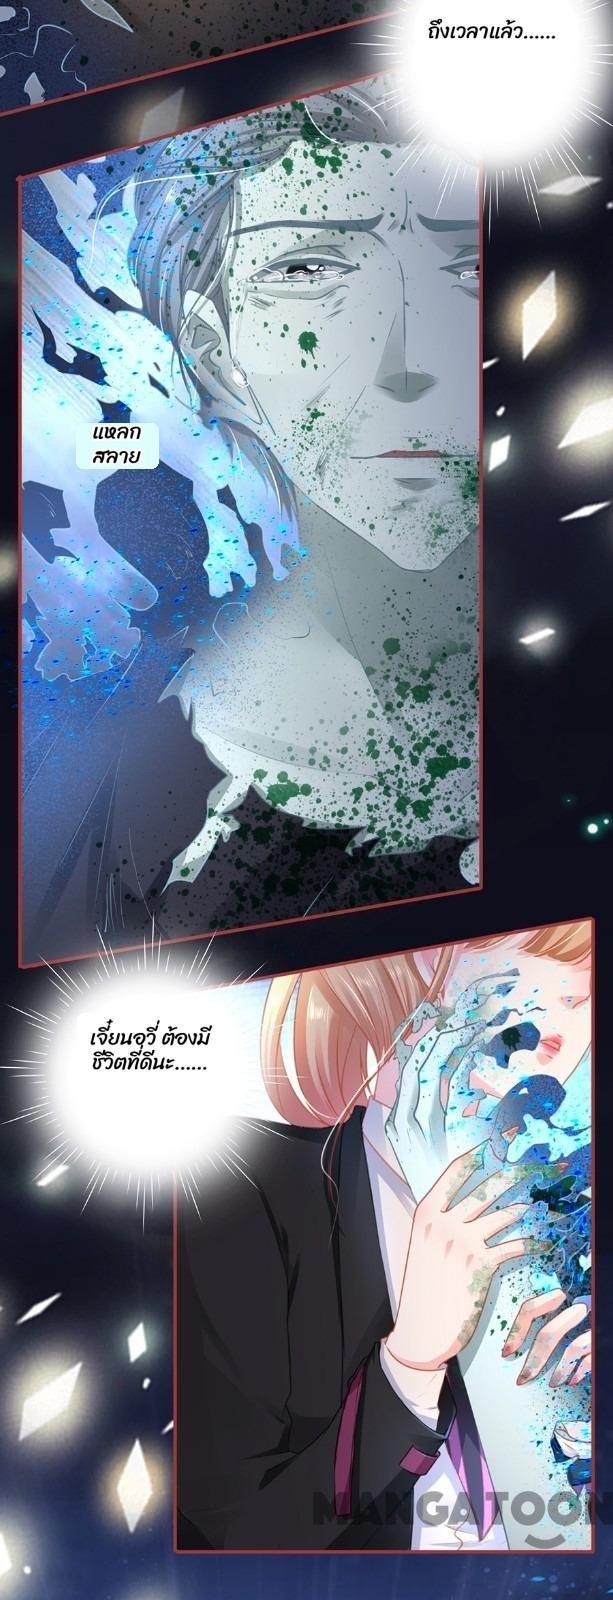 ถึงเวลาแล้ว......
แหลก
สลาย
เจี๋ยนอวี่ ต้องมี
ชีวิตที่ดีนะ......
MANGATOON